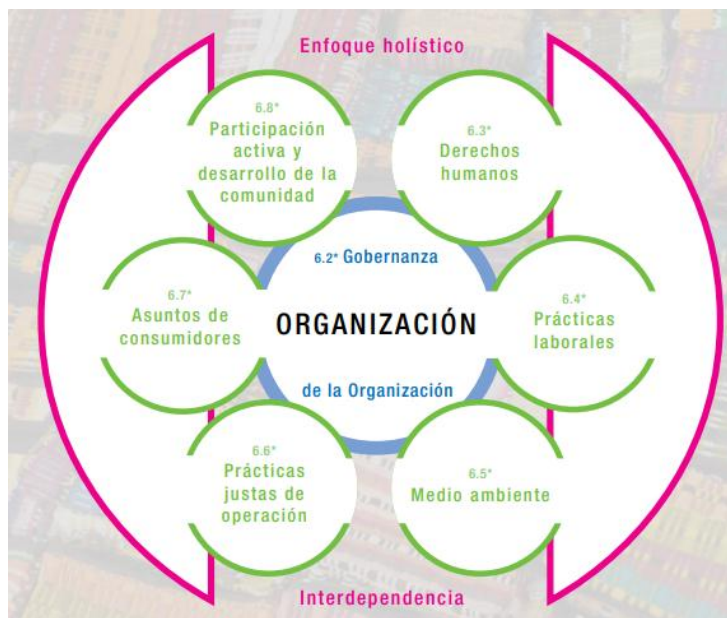 Enfoque holístico
6.8*
Participación
activa y
desarrollo de la
comunidad
6.3*
Derechos
humanos
6.2* Gobernanza
ORGANIZACIÓN
de la Organización
6.7*
Asuntos de
consumidores
6.4*
Prácticas
laborales
6.6*
Prácticas
justas de
operación
6.5*
Medio ambiente
Interdependencia